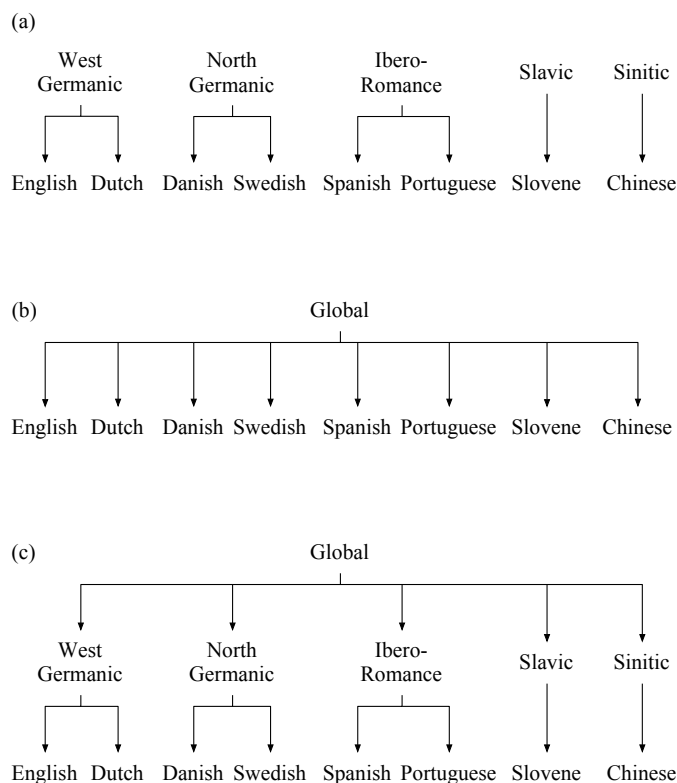 (a)
West Germanic
North Germanic
Ibero-
Romance
Slavic
Sinitic
English Dutch Danish Swedish Spanish Portuguese Slovene Chinese
(b)
Global
English Dutch Danish Swedish Spanish Portuguese Slovene Chinese
(c)
Global
West Germanic
North Germanic
Ibero-
Romance
Slavic
Sinitic
English Dutch Danish Swedish Spanish Portuguese Slovene Chinese